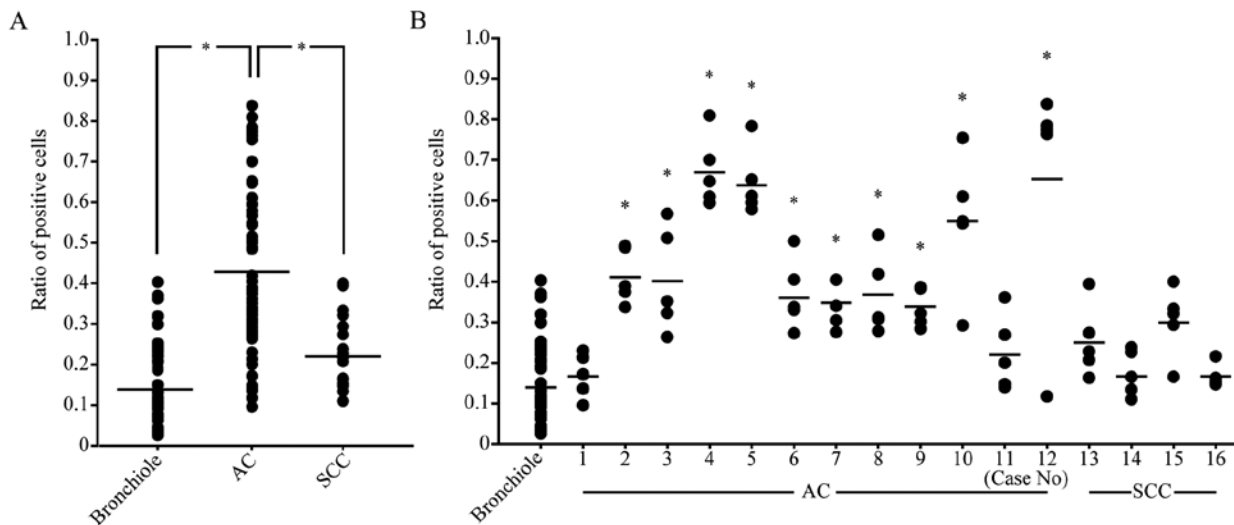 A
Ratio of positive cells
1.0
0.9
0.8
0.7
0.6
0.5
0.4
0.3
0.2
0.1
0
* *
Bronchiole AC SCC
B
Ratio of positive cells
1.0
0.9
0.8
0.7
0.6
0.5
0.4
0.3
0.2
0.1
0
* * * * * * * * * *
Bronchiole 1 2 3 4 5 6 7 8 9 10 11 12 13 14 15 16
(Case No)
AC SCC